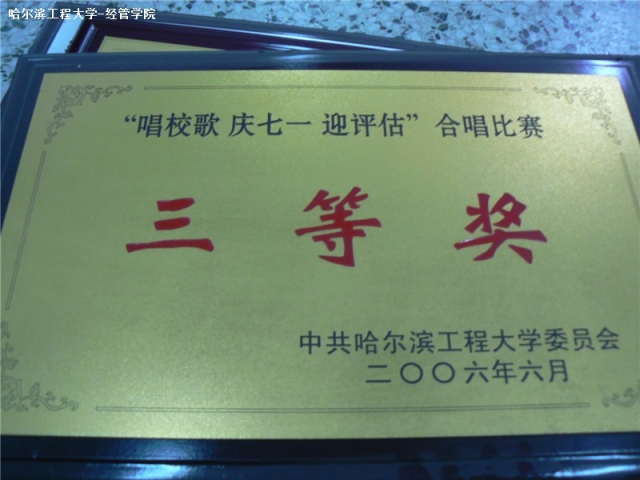 哈尔滨工程大学-经管学院
“唱校歌 庆七一 迎评估”合唱比赛
三等奖
中共哈尔滨工程大学委员会
二〇〇六年六月